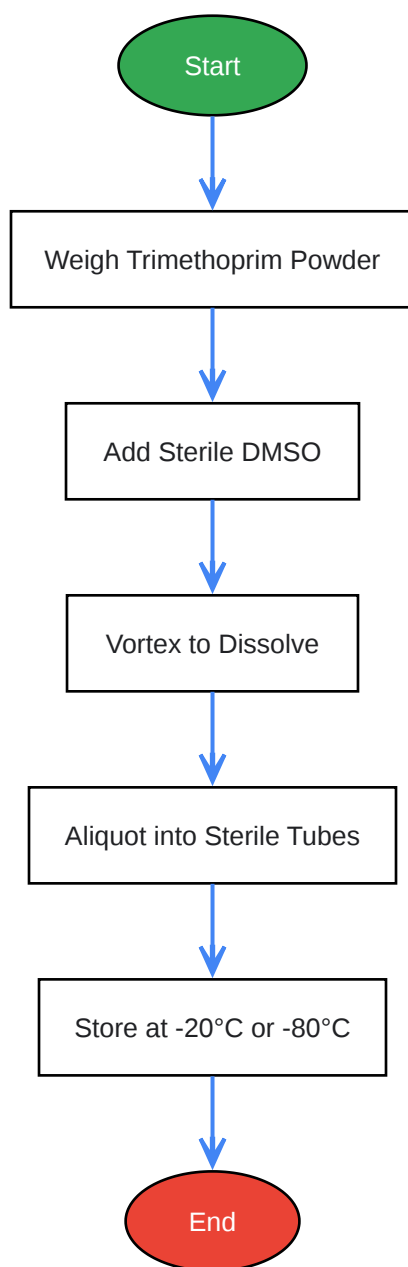 Start
Weigh Trimethoprim Powder
Add Sterile DMSO
Vortex to Dissolve
Aliquot into Sterile Tubes
Store at -20°C or -80°C
End